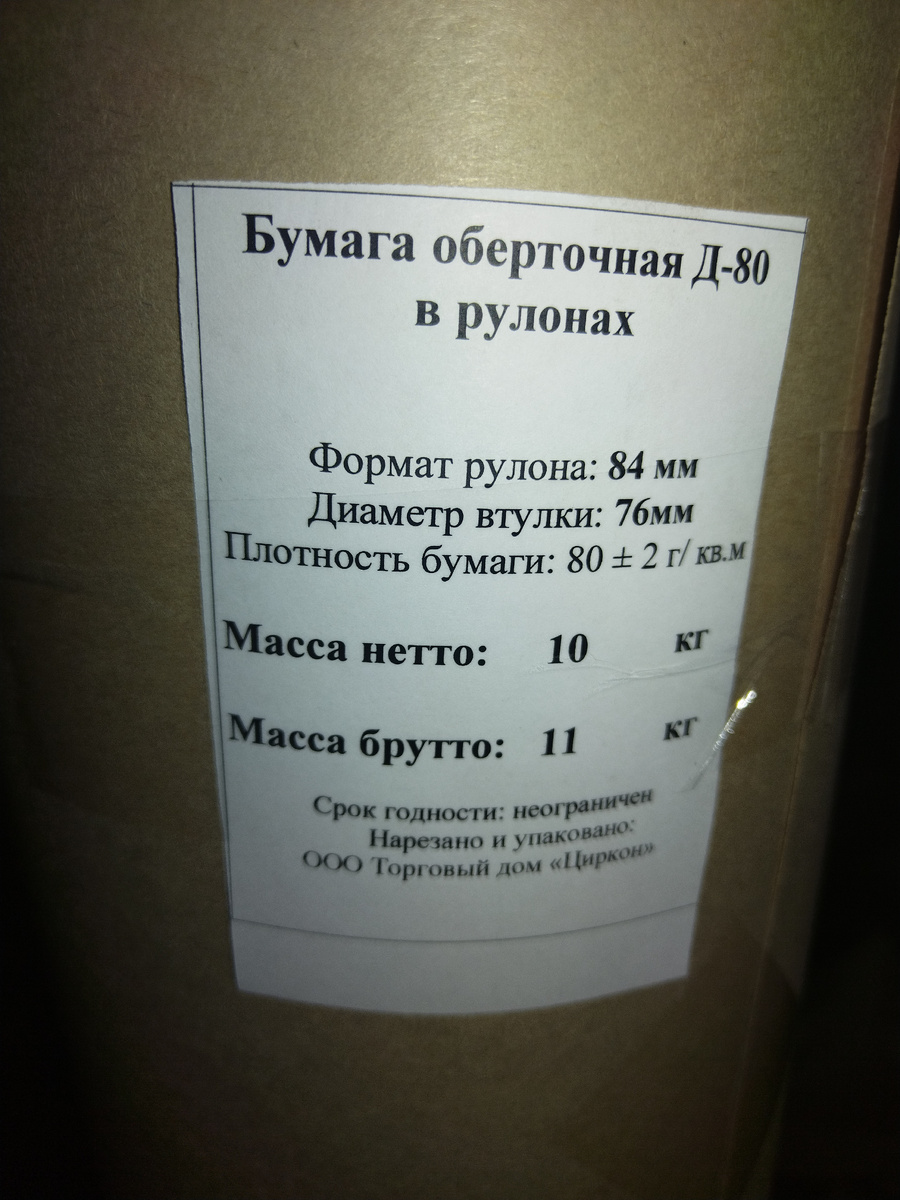 Бумага оберточная Д-80
в рулонах
Формат рулона: 84 мм
Диаметр втулки: 76мм
Плотность бумаги: 80 ± 2 г/ кв.м
Масса нетто: 10 кг
Масса брутто: 11 кг
Срок годности: неограничен
Нарезано и упаковано:
ООО Торговый дом «Циркон»